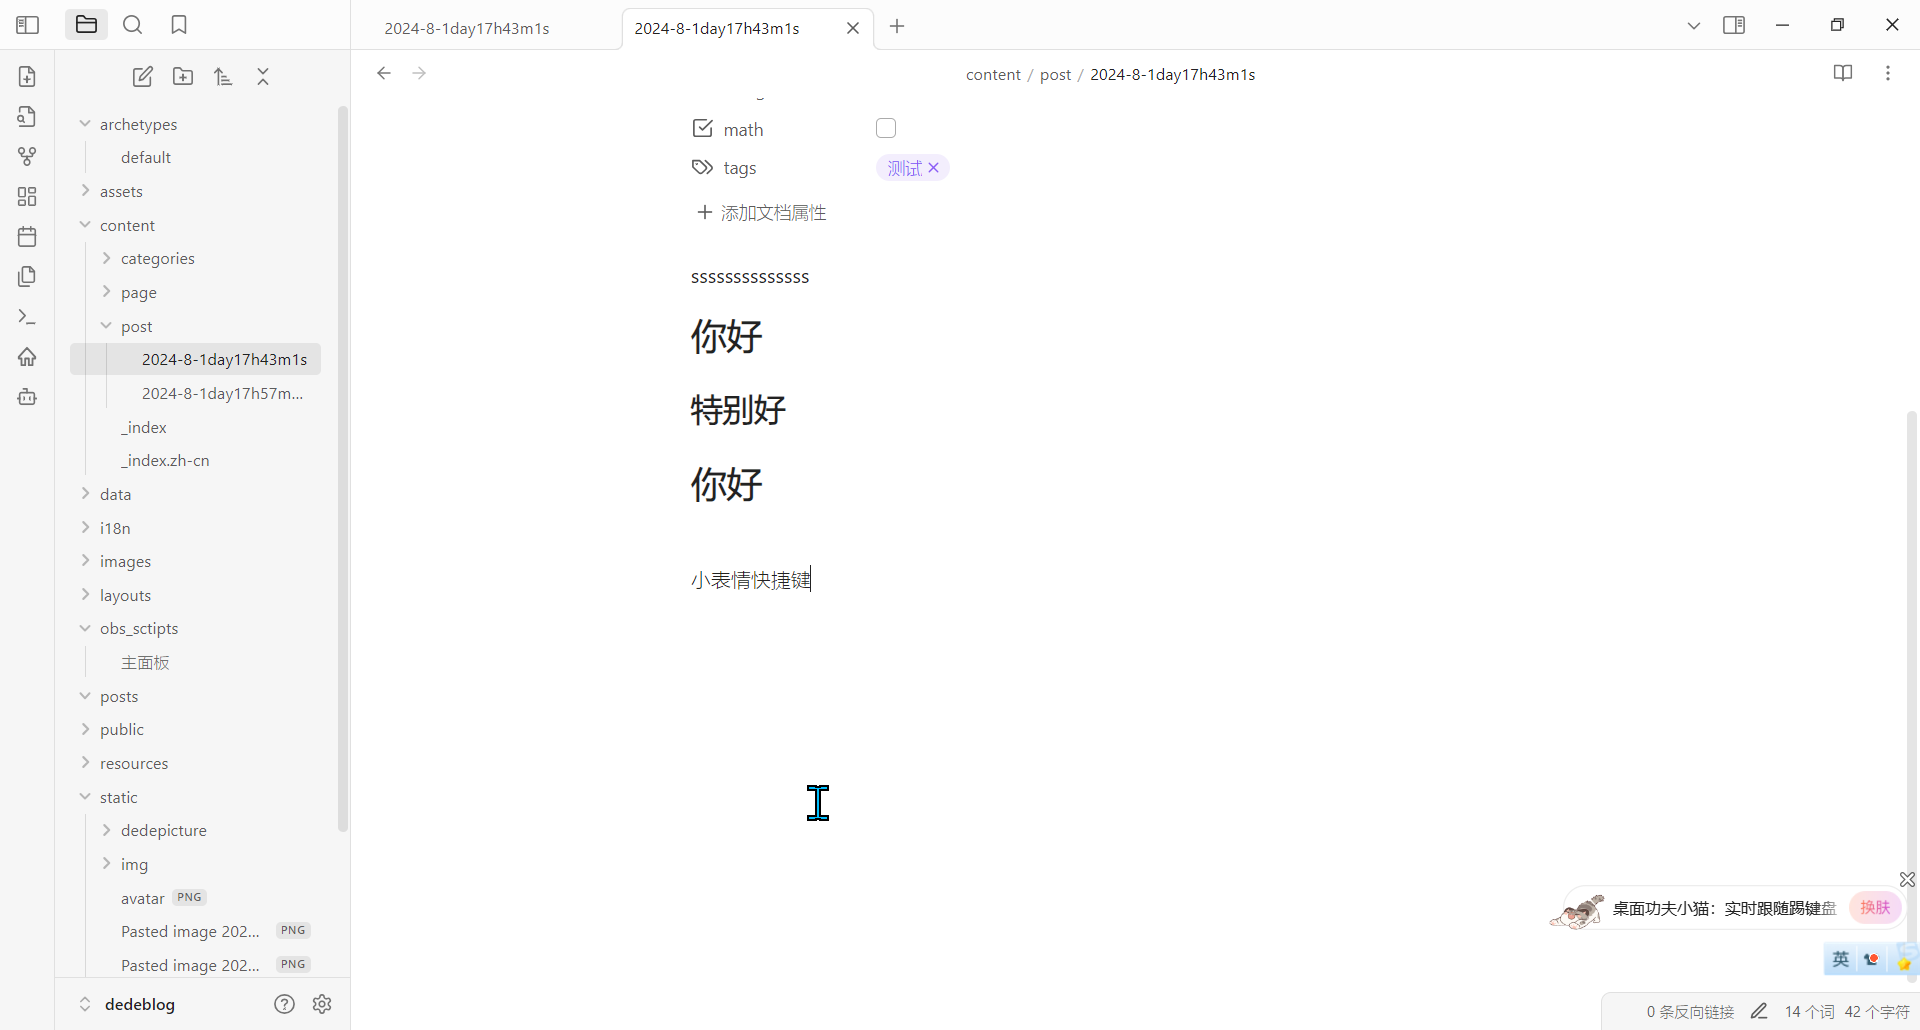 2024-8-1day17h43m1s
2024-8-1day17h43m1s
content / post / 2024-8-1day17h43m1s
archetypes
default
assets
content
categories
page
post
2024-8-1day17h43m1s
2024-8-1day17h57m...
_index
_index.zh-cn
data
i18n
images
layouts
obs_sctipts
主面板
posts
public
resources
static
dedepicture
img
avatar PNG
Pasted image 202... PNG
Pasted image 202... PNG
dedeblog
math
tags 测试
添加文档属性
ssssssssssssss
你好
特别好
你好
小表情快捷键
桌面功夫小猫：实时跟随踢键盘 换肤
英
0 条反向链接 14 个词 42 个字符